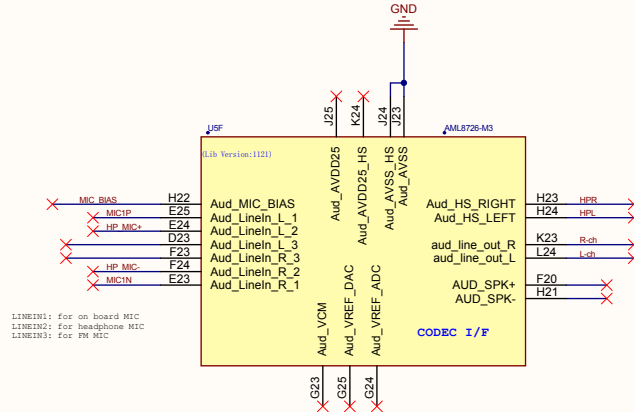 GND
J25
K24
J24
J23
U5F
AML8726-M3
(Lib Version:1121)
Aud_AVDD25
Aud_AVDD25_HS
Aud_AVSS_HS
Aud_AVSS
MIC_BIAS
H22
Aud_MIC_BIAS
MIC1P
E25
Aud_LineIn_L_1
HP_MIC+
E24
Aud_LineIn_L_2
D23
Aud_LineIn_L_3
F23
Aud_LineIn_R_3
HP_MIC-
F24
Aud_LineIn_R_2
MIC1N
E23
Aud_LineIn_R_1
Aud_HS_RIGHT
H23
HPR
Aud_HS_LEFT
H24
HPL
aud_line_out_R
K23
R-ch
aud_line_out_L
L24
L-ch
AUD_SPK+
F20
AUD_SPK-
H21
LINEIN1: for on board MIC
LINEIN2: for headphone MIC
LINEIN3: for FM MIC
Aud_VCM
Aud_VREF_DAC
Aud_VREF_ADC
CODEC I/F
G23
G25
G24